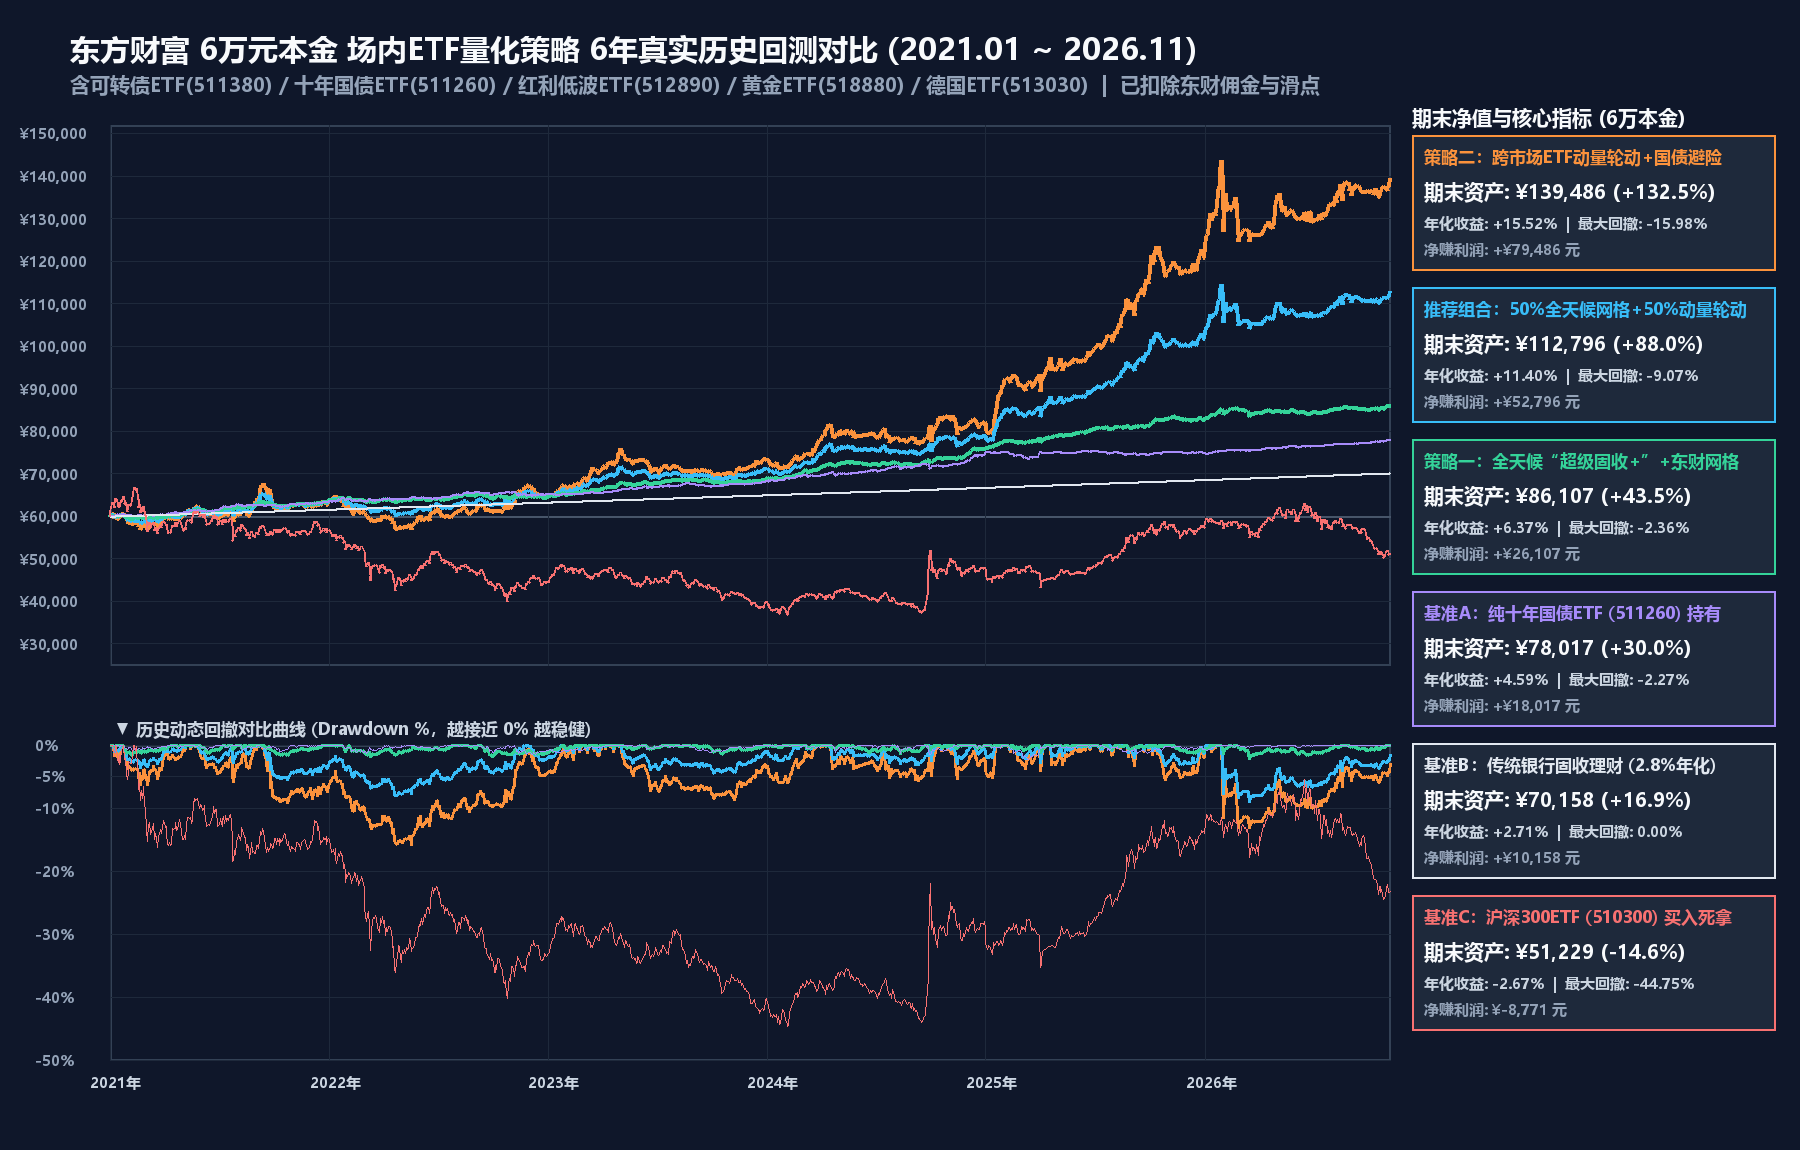 东方财富 6万元本金 场内ETF量化策略 6年真实历史回测对比 (2021.01 ~ 2026.11)
含可转债ETF(511380) / 十年国债ETF(511260) / 红利低波ETF(512890) / 黄金ETF(518880) / 德国ETF(513030) | 已扣除东财佣金与滑点
¥150,000
¥140,000
¥130,000
¥120,000
¥110,000
¥100,000
¥90,000
¥80,000
¥70,000
¥60,000
¥50,000
¥40,000
¥30,000
▼ 历史动态回撤对比曲线 (Drawdown %，越接近 0% 越稳健)
0%
-5%
-10%
-20%
-30%
-40%
-50%
2021年
2022年
2023年
2024年
2025年
2026年
期末净值与核心指标 (6万本金)
策略二：跨市场ETF动量轮动+国债避险
期末资产: ¥139,486 (+132.5%)
年化收益: +15.52% | 最大回撤: -15.98%
净赚利润: +¥79,486 元
推荐组合：50%全天候网格+50%动量轮动
期末资产: ¥112,796 (+88.0%)
年化收益: +11.40% | 最大回撤: -9.07%
净赚利润: +¥52,796 元
策略一：全天候“超级固收+”+东财网格
期末资产: ¥86,107 (+43.5%)
年化收益: +6.37% | 最大回撤: -2.36%
净赚利润: +¥26,107 元
基准A：纯十年国债ETF (511260) 持有
期末资产: ¥78,017 (+30.0%)
年化收益: +4.59% | 最大回撤: -2.27%
净赚利润: +¥18,017 元
基准B：传统银行固收理财 (2.8%年化)
期末资产: ¥70,158 (+16.9%)
年化收益: +2.71% | 最大回撤: 0.00%
净赚利润: +¥10,158 元
基准C：沪深300ETF (510300) 买入死拿
期末资产: ¥51,229 (-14.6%)
年化收益: -2.67% | 最大回撤: -44.75%
净赚利润: ¥-8,771 元